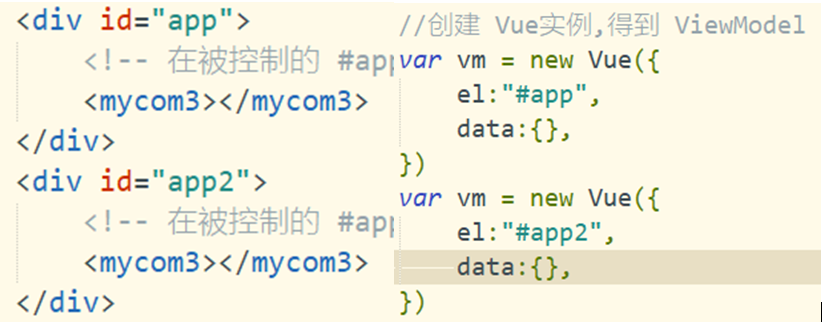 <div id="app">
<!-- 在被控制的 #app
<mycom3></mycom3>
</div>
<div id="app2">
<!-- 在被控制的 #app
<mycom3></mycom3>
</div>
//创建 Vue实例,得到 ViewModel
var vm = new Vue({
el:"#app",
data:{},
})
var vm = new Vue({
el:"#app2",
data:{},
})